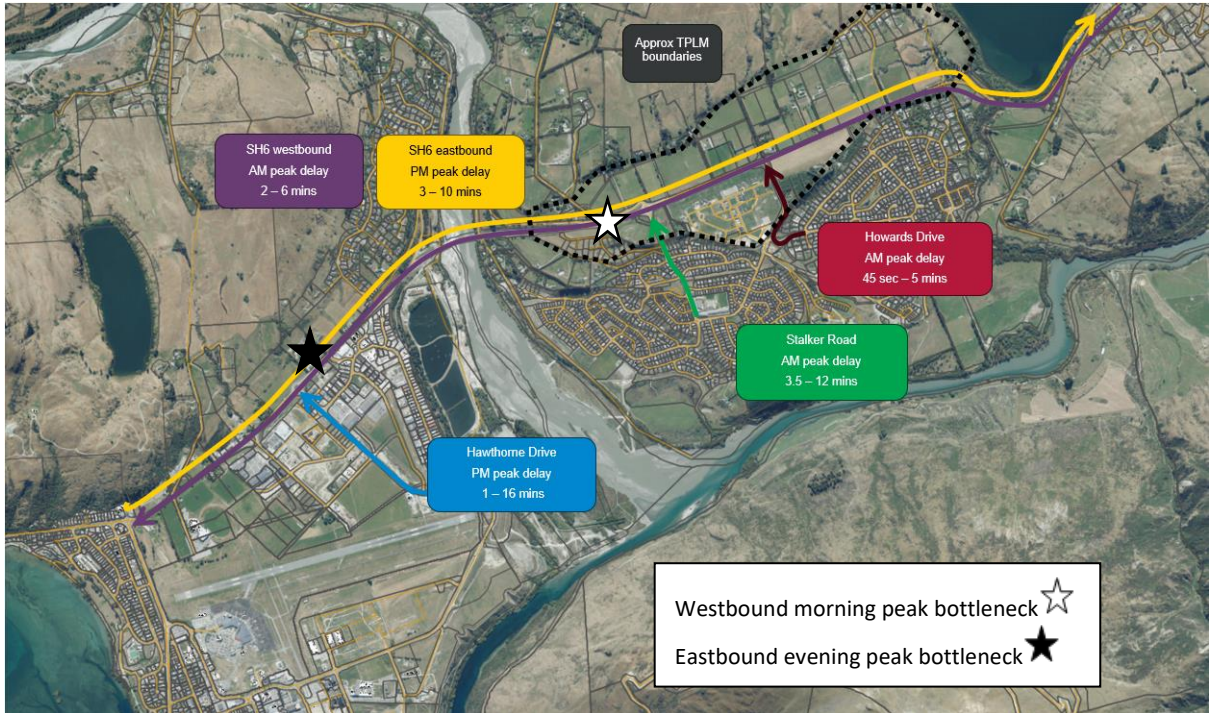 Approx TPLM
boundaries
SH6 westbound
AM peak delay
2 – 6 mins
SH6 eastbound
PM peak delay
3 – 10 mins
Howards Drive
AM peak delay
45 sec – 5 mins
Stalker Road
AM peak delay
3.5 – 12 mins
Hawthorne Drive
PM peak delay
1 – 16 mins
Westbound morning peak bottleneck
Eastbound evening peak bottleneck